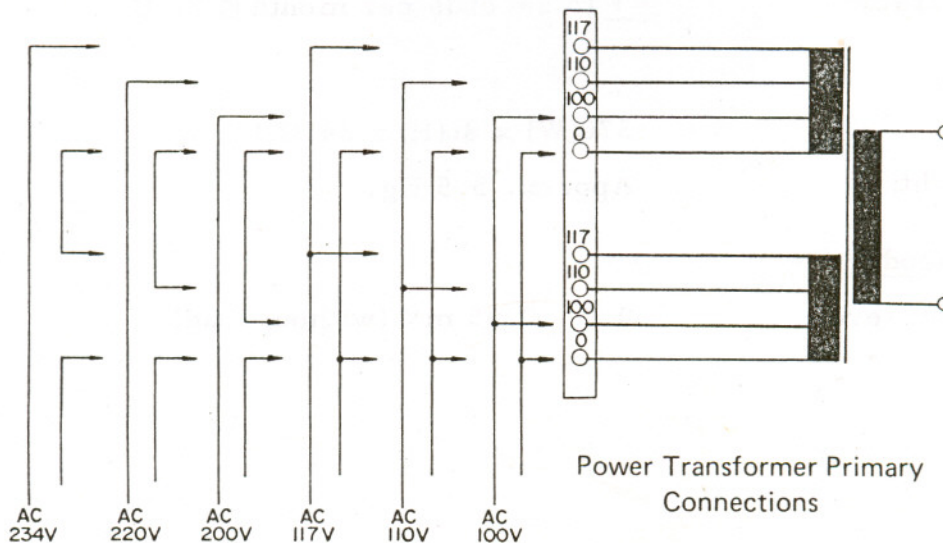 117
110
100
0
117
110
100
0
Power Transformer Primary
Connections
AC
234V
AC
220V
AC
200V
AC
117V
AC
110V
AC
100V